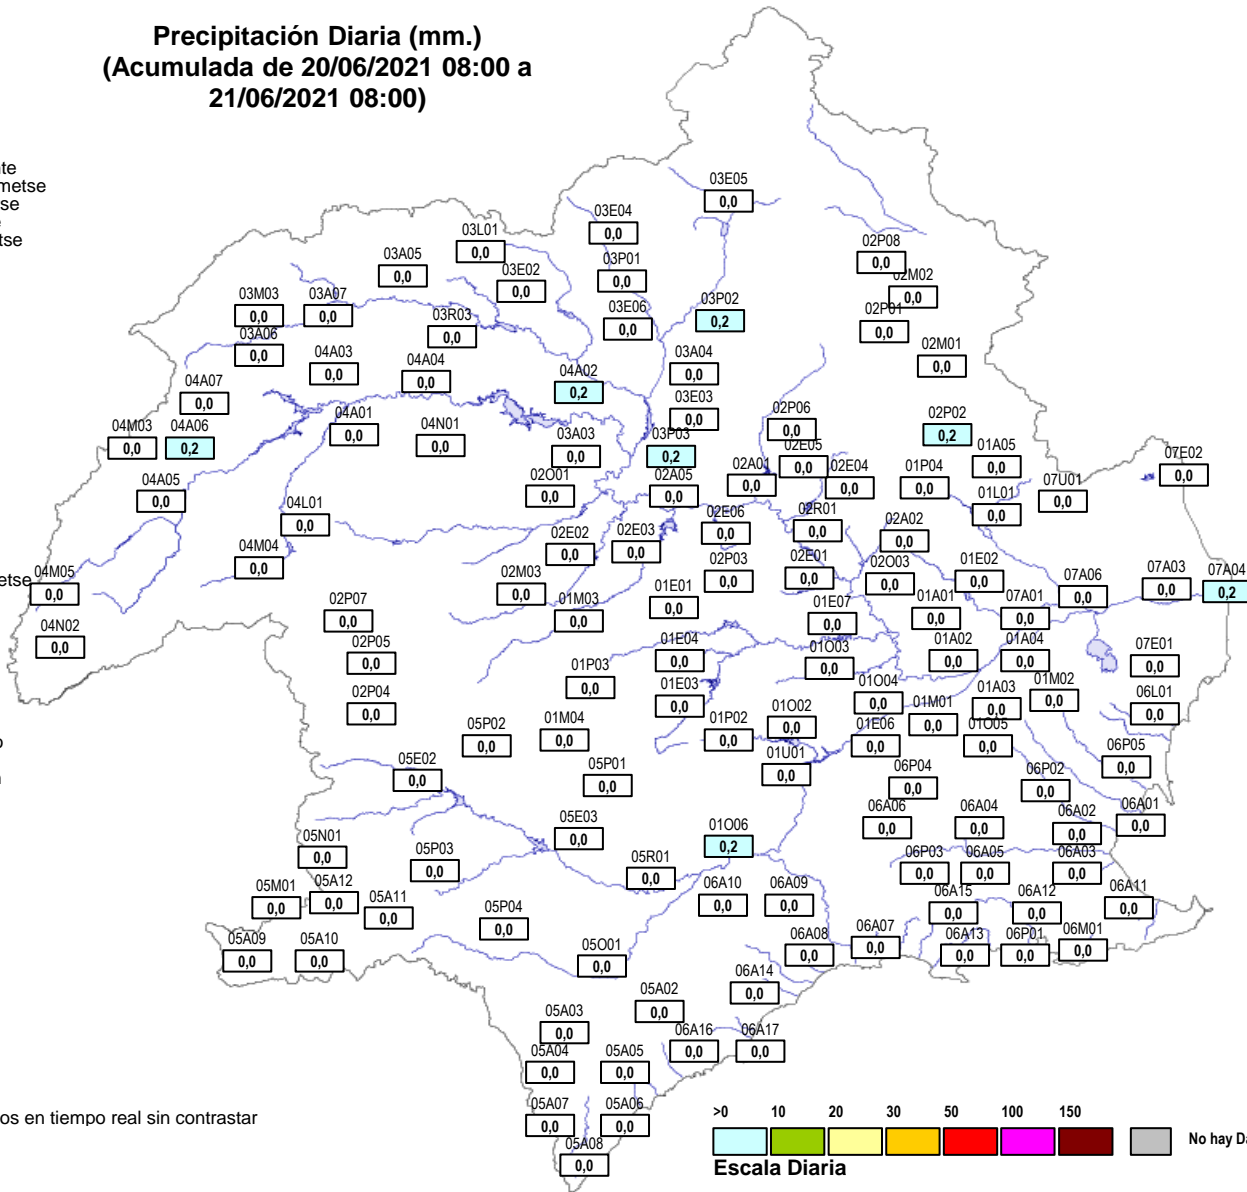 Precipitación Diaria (mm.)
(Acumulada de 20/06/2021 08:00 a
21/06/2021 08:00)
03E05
0,0
03E04
0,0
03L01
0,0
03P01
0,0
02P08
0,0
03A05
0,0
03E02
0,0
02M02
0,0
03M03
0,0
03A07
0,0
03P02
0,2
03E06
0,0
02P01
0,0
03R03
0,0
03A06
0,0
02M01
0,0
04A03
0,0
04A04
0,0
03A04
0,0
04A02
0,2
04A07
0,0
03E03
0,0
02P06
0,0
02P02
0,2
04A01
0,0
04M03
0,0
04A06
0,2
04N01
0,0
03A03
0,0
03P03
0,2
02E05
0,0
01A05
0,0
07E02
0,0
02A01
0,0
02E04
0,0
01P04
0,0
04A05
0,0
02O01
0,0
02A05
0,0
07U01
0,0
01L01
0,0
04L01
0,0
02E06
0,0
02R01
0,0
02A02
0,0
02E02
0,0
02E03
0,0
04M04
0,0
02P03
0,0
02E01
0,0
02O03
0,0
01E02
0,0
04M05
0,0
02M03
0,0
07A06
0,0
07A03
0,0
07A04
0,2
01E01
0,0
02P07
0,0
01M03
0,0
01E07
0,0
01A01
0,0
07A01
0,0
04N02
0,0
02P05
0,0
01E04
0,0
01O03
0,0
01A02
0,0
01A04
0,0
07E01
0,0
01P03
0,0
01E03
0,0
01O04
0,0
01A03
0,0
01M02
0,0
06L01
0,0
02P04
0,0
01O02
0,0
01M01
0,0
05P02
0,0
01M04
0,0
01P02
0,0
01E06
0,0
01O05
0,0
06P05
0,0
05E02
0,0
05P01
0,0
01U01
0,0
06P04
0,0
06P02
0,0
05E03
0,0
01O06
0,2
06A06
0,0
06A04
0,0
06A02
0,0
06A01
0,0
05N01
0,0
05P03
0,0
05R01
0,0
06P03
0,0
06A05
0,0
06A03
0,0
05M01
0,0
05A12
0,0
05A11
0,0
06A10
0,0
06A09
0,0
06A15
0,0
06A12
0,0
06A11
0,0
05P04
0,0
05A09
0,0
05A10
0,0
05O01
0,0
06A08
0,0
06A07
0,0
06A13
0,0
06P01
0,0
06M01
0,0
06A14
0,0
05A02
0,0
05A03
0,0
06A16
0,0
06A17
0,0
05A04
0,0
05A05
0,0
05A07
0,0
05A06
0,0
05A08
0,0
os en tiempo real sin contrastar
>0 10 20 30 50 100 150
No hay Da
Escala Diaria